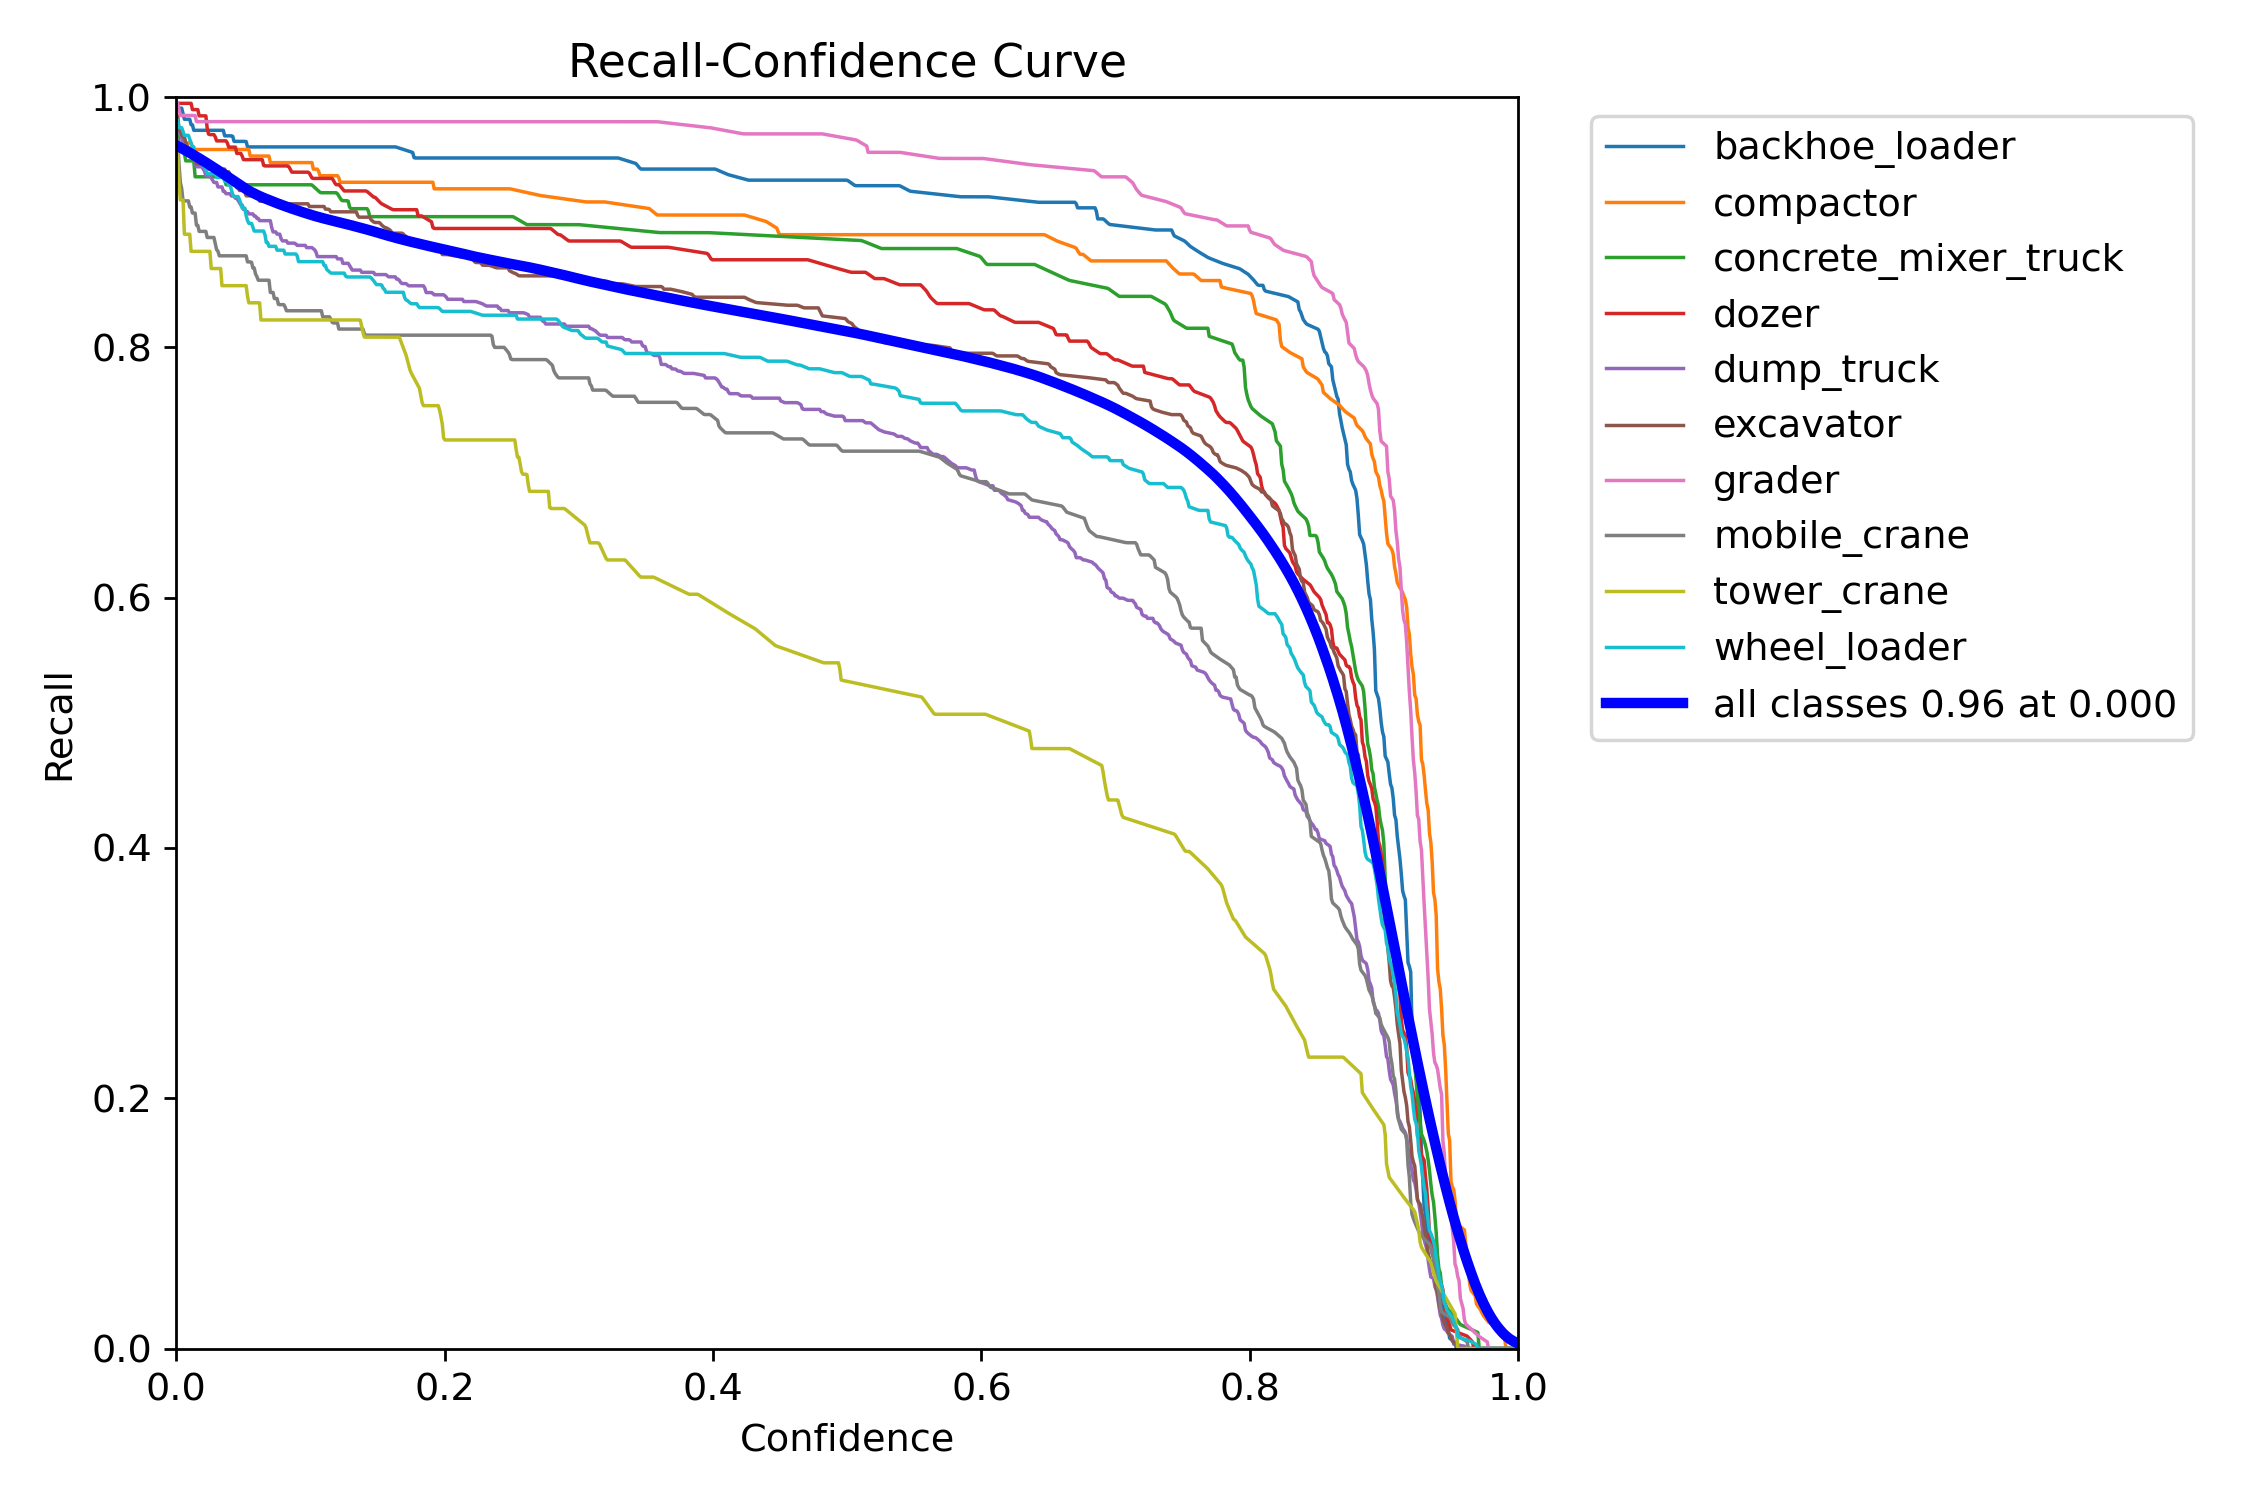 Recall-Confidence Curve
1.0
0.8
0.6
0.4
0.2
0.0
Recall
0.0 0.2 0.4 0.6 0.8 1.0
Confidence
backhoe_loader
compactor
concrete_mixer_truck
dozer
dump_truck
excavator
grader
mobile_crane
tower_crane
wheel_loader
all classes 0.96 at 0.000